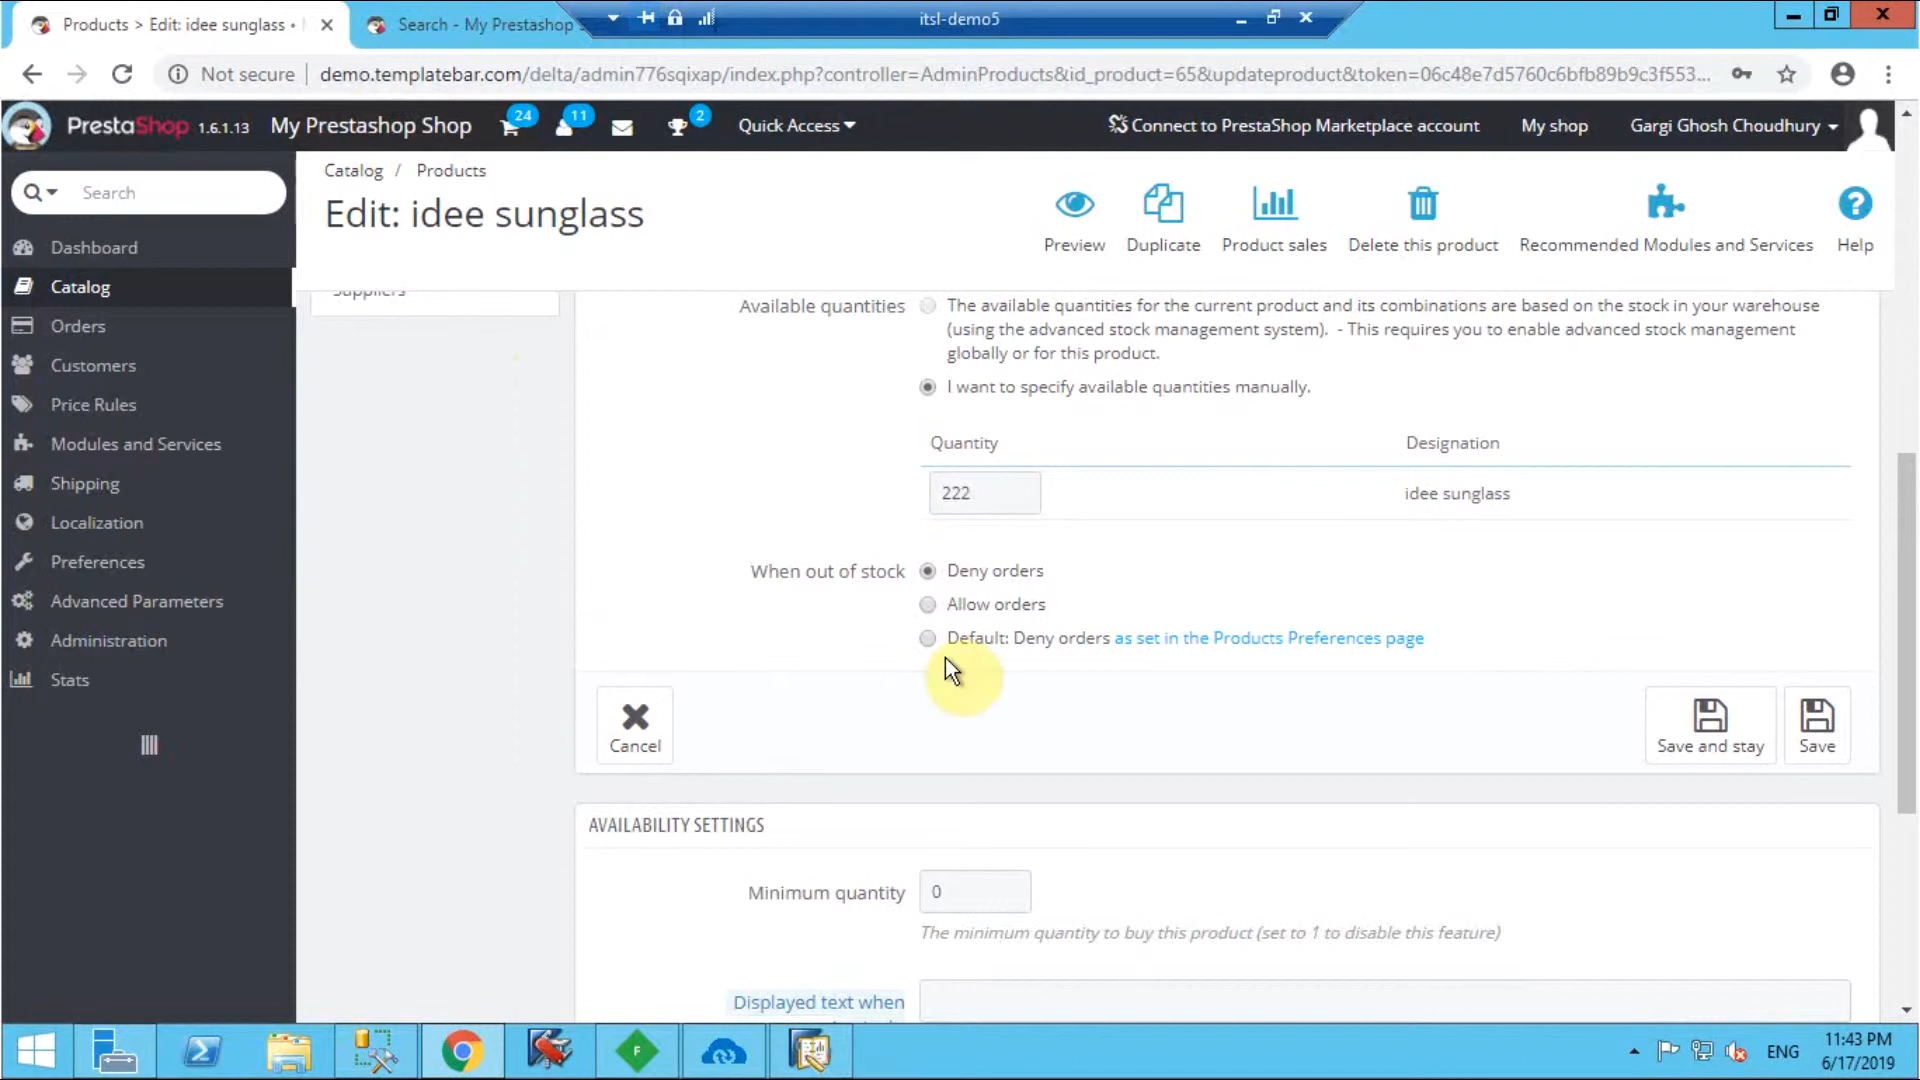 Products > Edit: idee sunglass •
Search - My Prestashop
itsl-demo5
Not secure
demo.templatebar.com/delta/admin776sqixap/index.php?controller=AdminProducts&id_product=65&updateproduct&token=06c48e7d5760c6bfb89b9c3f553...
PrestaShop 1.6.1.13
My Prestashop Shop
24
11
2
Quick Access
Connect to PrestaShop Marketplace account
My shop
Gargi Ghosh Choudhury
Search
Dashboard
Catalog
Orders
Customers
Price Rules
Modules and Services
Shipping
Localization
Preferences
Advanced Parameters
Administration
Stats
Catalog / Products
Edit: idee sunglass
Preview
Duplicate
Product sales
Delete this product
Recommended Modules and Services
Help
Suppliers
Available quantities
The available quantities for the current product and its combinations are based on the stock in your warehouse
(using the advanced stock management system). - This requires you to enable advanced stock management
globally or for this product.
I want to specify available quantities manually.
Quantity
Designation
222
idee sunglass
When out of stock
Deny orders
Allow orders
Default: Deny orders as set in the Products Preferences page
Cancel
Save and stay
Save
AVAILABILITY SETTINGS
Minimum quantity
0
The minimum quantity to buy this product (set to 1 to disable this feature)
Displayed text when
F
ENG
11:43 PM
6/17/2019